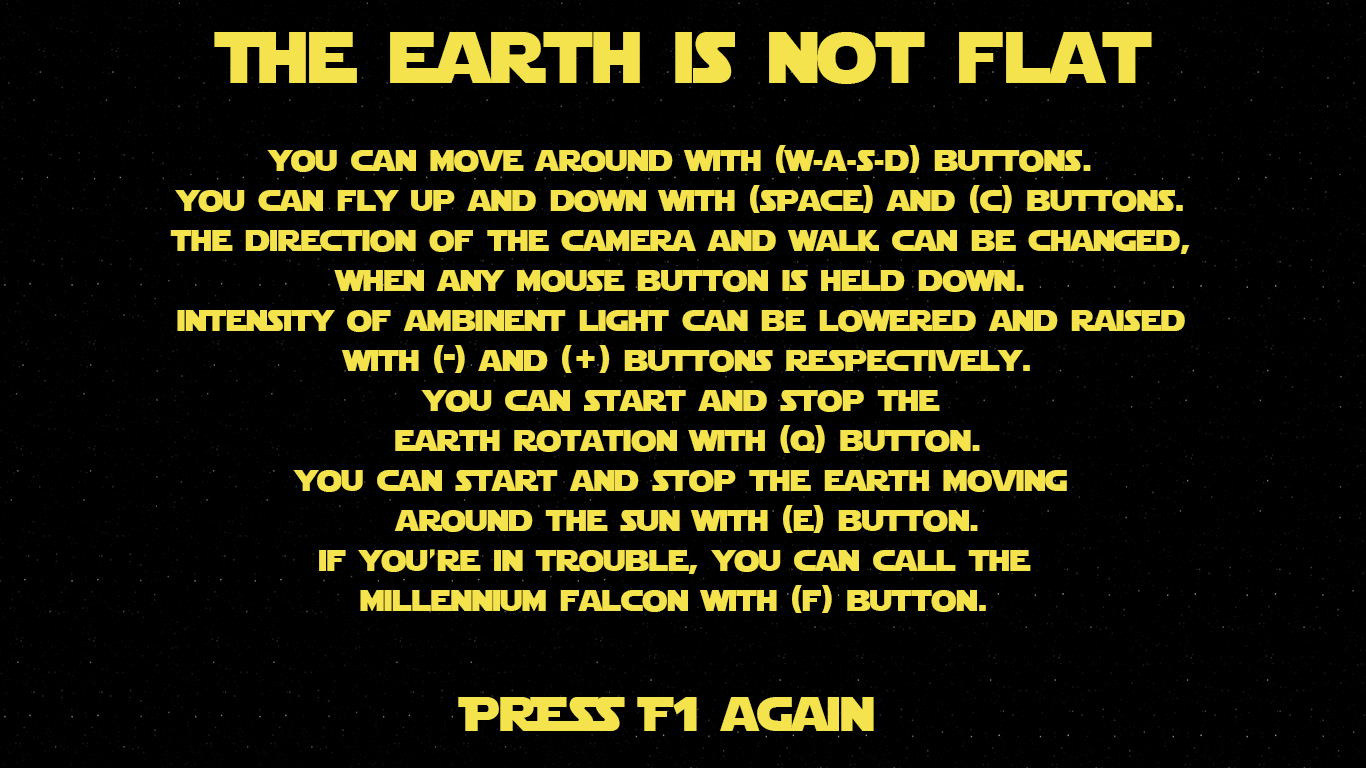 THE EARTH IS NOT FLAT
YOU CAN MOVE AROUND WITH (W-A-S-D) BUTTONS.
YOU CAN FLY UP AND DOWN WITH (SPACE) AND (C) BUTTONS.
THE DIRECTION OF THE CAMERA AND WALK CAN BE CHANGED,
WHEN ANY MOUSE BUTTON IS HELD DOWN.
INTENSITY OF AMBINENT LIGHT CAN BE LOWERED AND RAISED
WITH (-) AND (+) BUTTONS RESPECTIVELY.
YOU CAN START AND STOP THE
EARTH ROTATION WITH (Q) BUTTON.
YOU CAN START AND STOP THE EARTH MOVING
AROUND THE SUN WITH (E) BUTTON.
IF YOU'RE IN TROUBLE, YOU CAN CALL THE
MILLENNIUM FALCON WITH (F) BUTTON.
PRESS F1 AGAIN